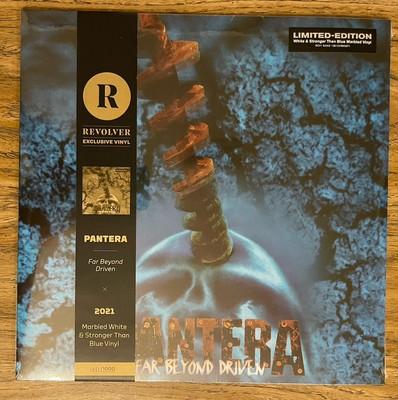 LIMITED-EDITION
White & Stronger Than Blue Marbled Vinyl
R
REVOLVER
EXCLUSIVE VINYL
PANTERA
Far Beyond
Driven
×
2021
Marbled White
& Stronger Than
Blue Vinyl
ANTERA
FAR BEYOND DRIVEN